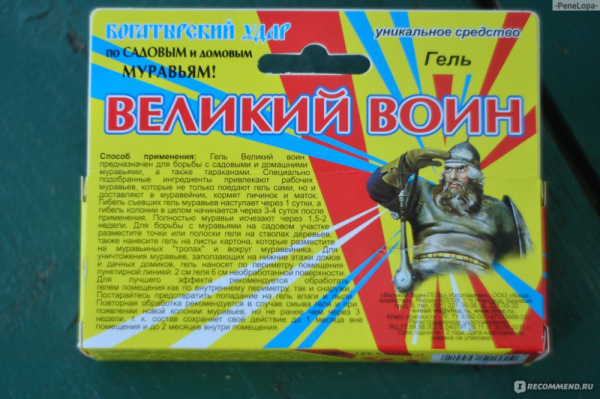 -PeneLopa-
БОГАТЫРСКИЙ УДАР
по САДОВЫМ и домовым
МУРАВЬЯМ!
уникальное средство
Гель
ВЕЛИКИЙ ВОИН
Способ применения: Гель Великий воин
предназначен для борьбы с садовыми и домашними
муравьями, а также тараканами. Специально
подобранные ингредиенты привлекают рабочих
муравьев, которые не только поедают гель сами, но и
доставляют в муравейник, кормят личинок и маток.
Гибель съевших гель муравьев наступает через 1 сутки, а
гибель колонии в целом начинается через 3-4 суток после
применения. Полностью муравьи исчезают через 1,5-2
недели. Для борьбы с муравьями на садовом участке
разместите точки или полоски геля на стволах деревьев,
также нанесите гель на листы картона, которые разместите
на муравьиных "тропах" и вокруг муравейника. Для
уничтожения муравьев, заползающих на нижние этажи домов
и дачных домиков, гель наносят по периметру помещения
пунктирной линией: 2 см геля 6 см необработанной поверхности.
Для лучшего эффекта рекомендуется обработать
гелем помещение как по внутреннему периметру, так и снаружи.
Постарайтесь предотвратить попадание на гель влаги и пыли.
Повторная обработка рекомендуется в случае смыва геля или
появлении новой колонии муравьев, но не ранее чем через 3
недели, т. к. состав сохраняет своё действие до 1 месяца вне
помещения и до 2 месяцев внутри помещения.
IRECOMMEND.RU